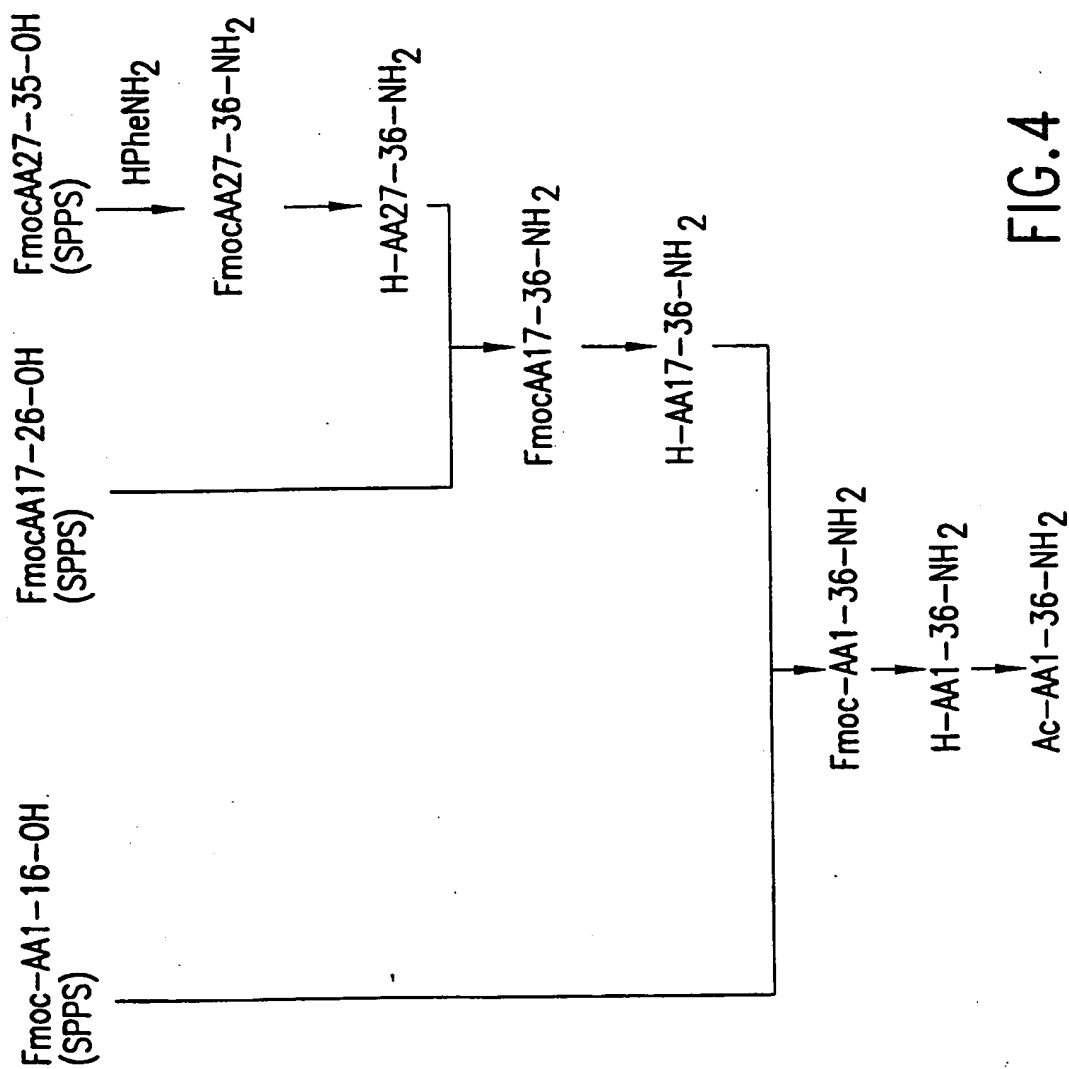 Fmoc-AA1-16-OH
(SPPS)
FmocAA17-26-OH
(SPPS)
FmocAA27-35-OH
(SPPS)
HPheNH2
FmocAA27-36-NH2
H-AA27-36-NH2
FmocAA17-36-NH2
H-AA17-36-NH2
Fmoc-AA1-36-NH2
H-AA1-36-NH2
Ac-AA1-36-NH2
FIG.4